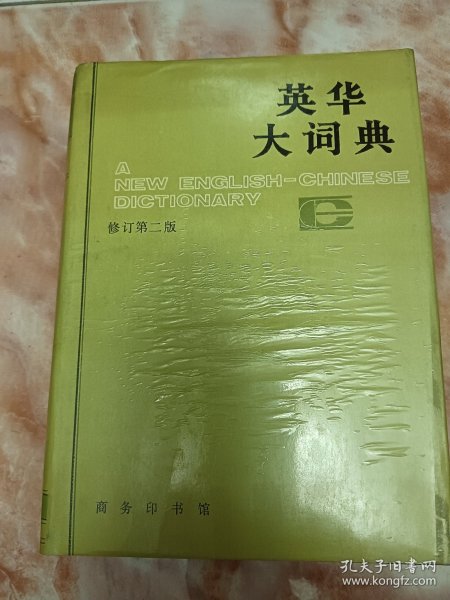 英华
大词典
A
NEW ENGLISH-CHINESE
DICTIONARY
修订第二版
商务印书馆
孔夫子旧书网
www.kongfz.com